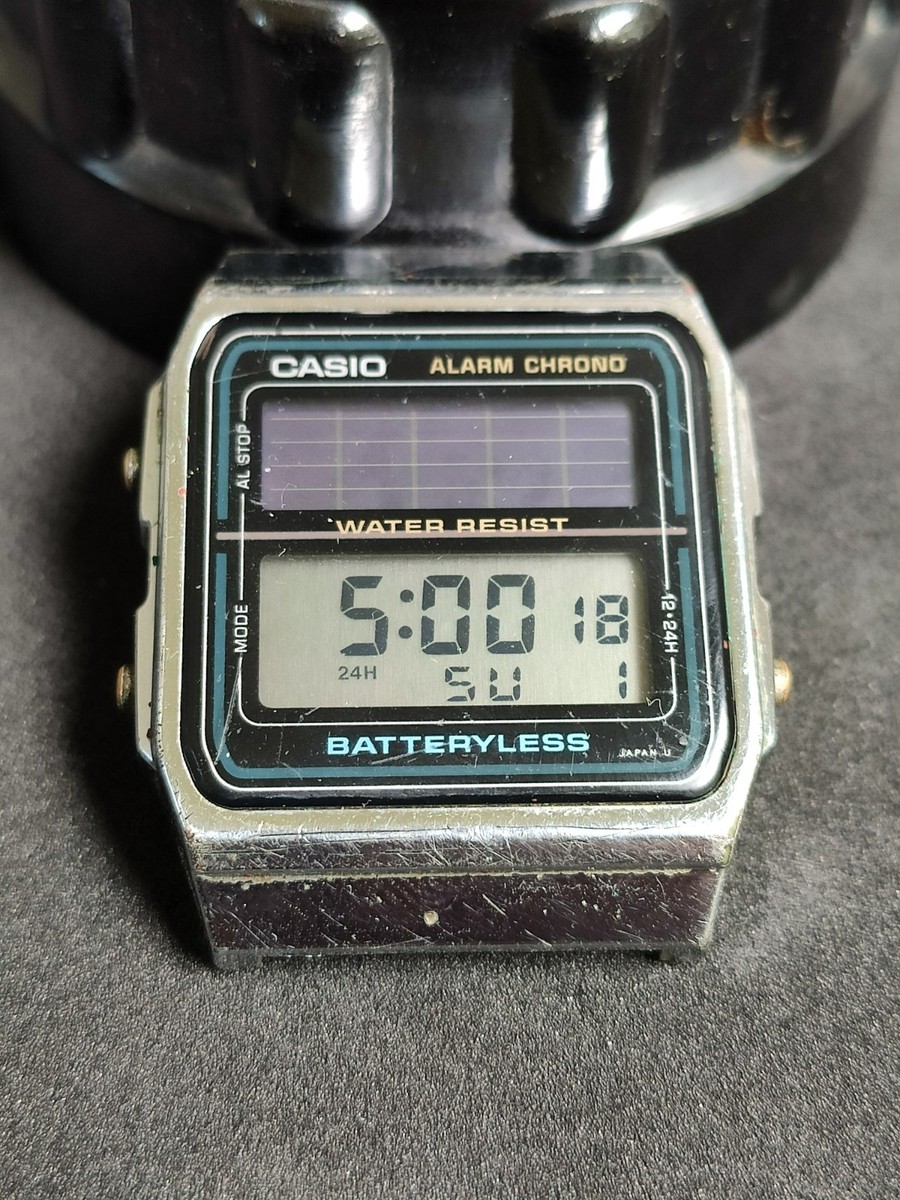 CASIO ALARM CHRONO
AL STOP
WATER RESIST
MODE
12•24H
5:00 18
24H SU 1
BATTERYLESS
JAPAN U